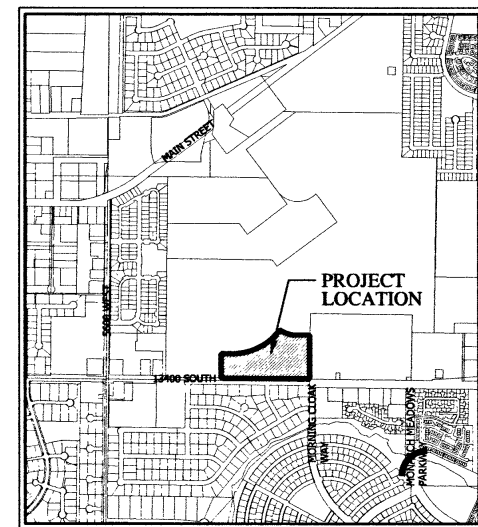 MAIN STREET
PROJECT
LOCATION
5600 WEST
13400 SOUTH
MORNING CLOAK
WAY
MONARCH MEADOWS
PARKWAY